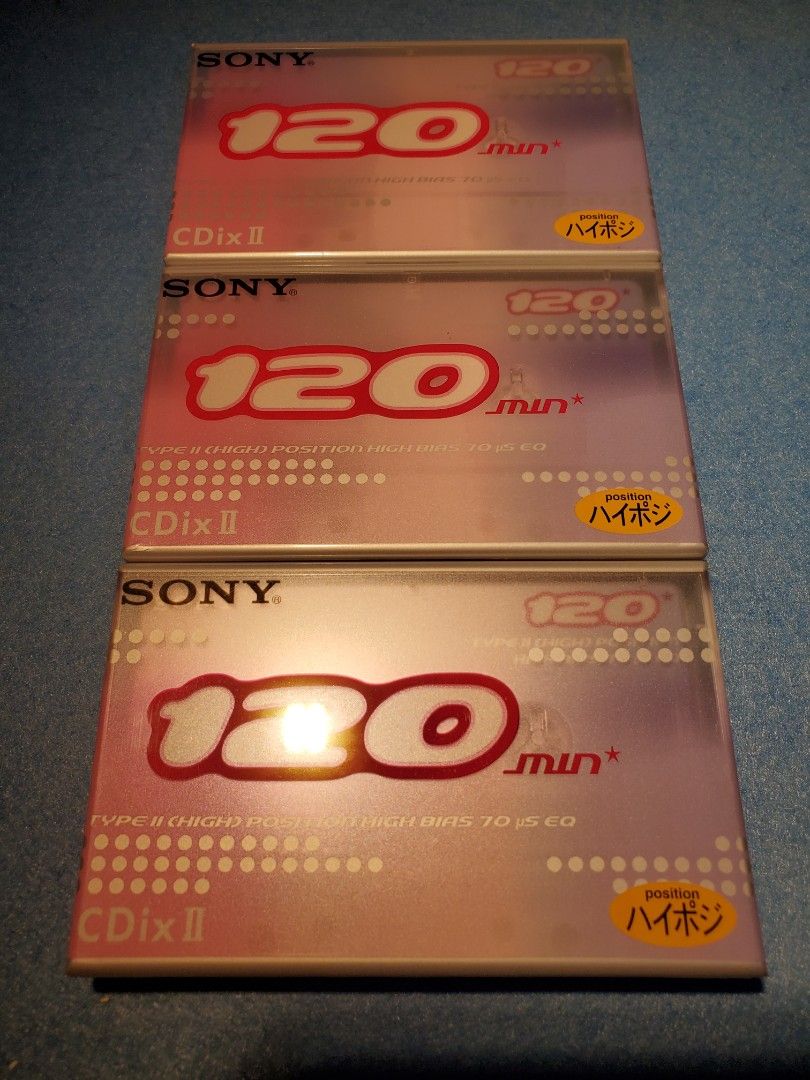 SONY®
120
120 min*
HIGH BIAS 70 µS EQ
CDix II
position
ハイポジ
SONY®
120*
120 min*
TYPE II (HIGH) POSITION HIGH BIAS 70 µS EQ
CDix II
position
ハイポジ
SONY®
120*
TYPE II (HIGH)
120 min*
TYPE II (HIGH) POSITION HIGH BIAS 70 µS EQ
CDix II
position
ハイポジ